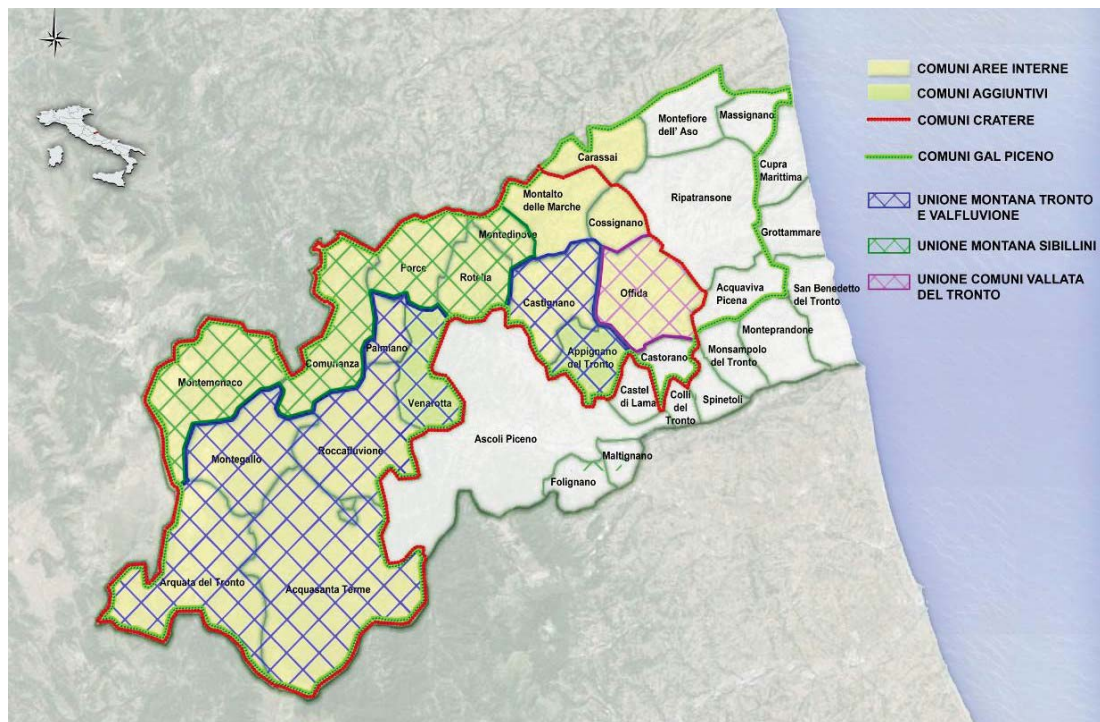 COMUNI AREE INTERNE
COMUNI AGGIUNTIVI
COMUNI CRATERE
COMUNI GAL PICENO
UNIONE MONTANA TRONTO
E VALFLUVIONE
UNIONE MONTANA SIBILLINI
UNIONE COMUNI VALLATA
DEL TRONTO
Montefiore
dell' Aso
Massignano
Carassai
Cupra
Marittima
Montalto
delle Marche
Ripatransone
Cossignano
Grottammare
Montedinove
Force
Rotella
Acquaviva
Picena
San Benedetto
del Tronto
Offida
Castignano
Monteprandone
Palmiano
Appignano
del Tronto
Castorano
Monsampolo
del Tronto
Comunanza
Montemonaco
Venarotta
Castel
di Lama
Colli
del
Tronto
Spinetoli
Ascoli Piceno
Roccafluvione
Montegallo
Maltignano
Folignano
Arquata del Tronto
Acquasanta Terme